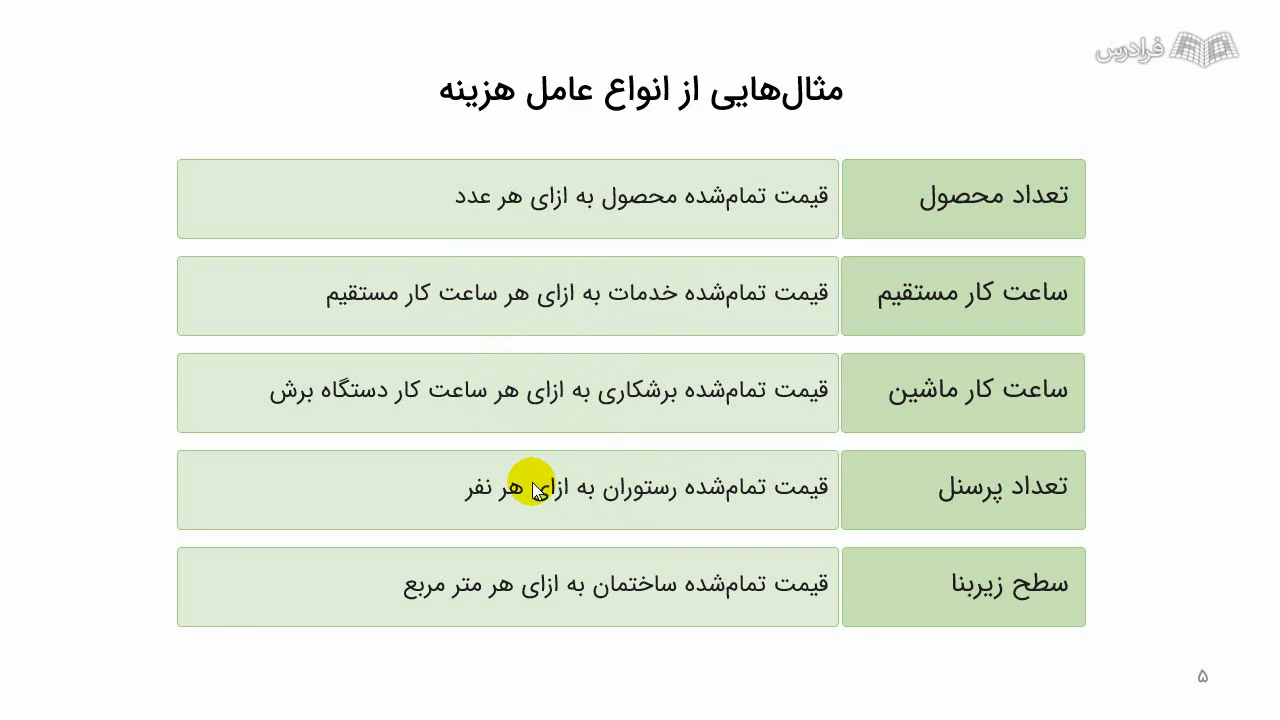 فرادرس
مثال‌هایی از انواع عامل هزینه
تعداد محصول
قیمت تمام‌شده محصول به ازای هر عدد
ساعت کار مستقیم
قیمت تمام‌شده خدمات به ازای هر ساعت کار مستقیم
ساعت کار ماشین
قیمت تمام‌شده برشکاری به ازای هر ساعت کار دستگاه برش
تعداد پرسنل
قیمت تمام‌شده رستوران به ازای هر نفر
سطح زیربنا
قیمت تمام‌شده ساختمان به ازای هر متر مربع
۵